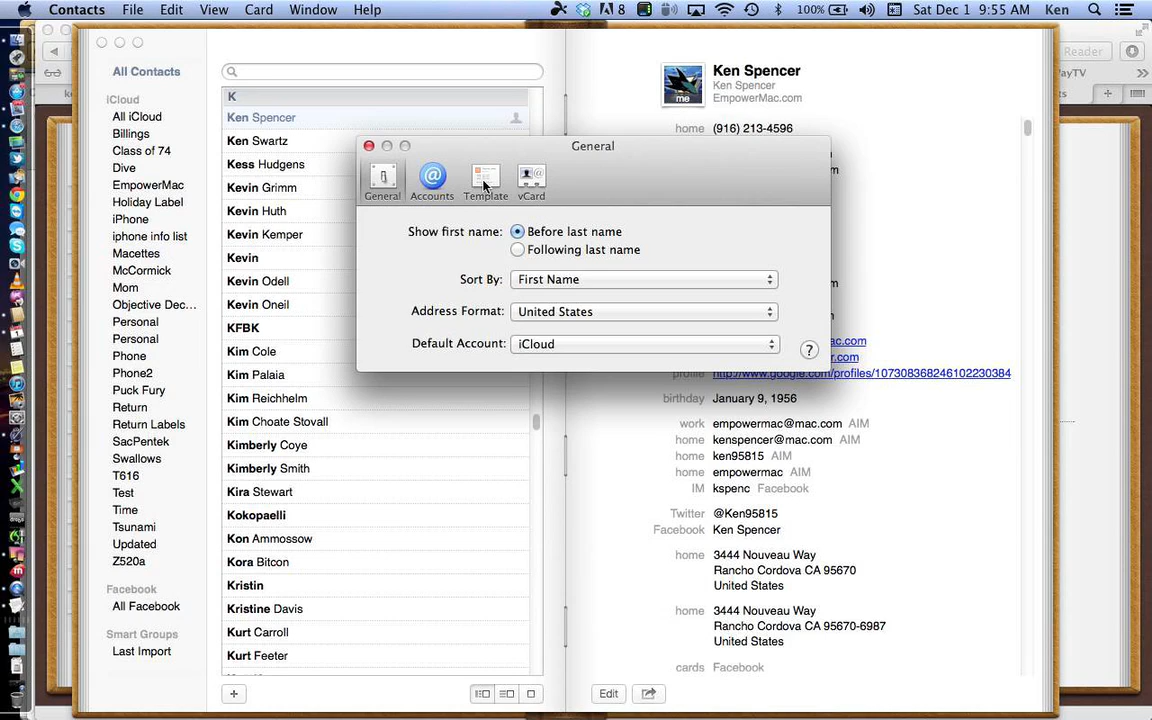 Contacts File Edit View Card Window Help
8 100% Sat Dec 1 9:55 AM Ken
Reader
PayTV
All Contacts
iCloud
All iCloud
Billings
Class of 74
Dive
EmpowerMac
Holiday Label
iPhone
iphone info list
Macettes
McCormick
Mom
Objective Dec...
Personal
Personal
Phone
Phone2
Puck Fury
Return
Return Labels
SacPentek
Swallows
T616
Test
Time
Tsunami
Updated
Z520a
Facebook
All Facebook
Smart Groups
Last Import
K
Ken Spencer
Ken Swartz
Kess Hudgens
Kevin Grimm
Kevin Huth
Kevin Kemper
Kevin
Kevin Odell
Kevin Oneil
KFBK
Kim Cole
Kim Palaia
Kim Reichhelm
Kim Choate Stovall
Kimberly Coye
Kimberly Smith
Kira Stewart
Kokopaelli
Kon Ammossow
Kora Bitcon
Kristin
Kristine Davis
Kurt Carroll
Kurt Feeter
General
General Accounts Template vCard
Show first name: Before last name
Following last name
Sort By: First Name
Address Format: United States
Default Account: iCloud
?
me
Ken Spencer
Ken Spencer
EmpowerMac.com
home (916) 213-4596
ac.com
r.com
profile http://www.google.com/profiles/107308368246102230384
birthday January 9, 1956
work empowermac@mac.com AIM
home kenspencer@mac.com AIM
home ken95815 AIM
home empowermac AIM
IM kspenc Facebook
Twitter @Ken95815
Facebook Ken Spencer
home 3444 Nouveau Way
Rancho Cordova CA 95670
United States
home 3444 Nouveau Way
Rancho Cordova CA 95670-6987
United States
cards Facebook
+
Edit